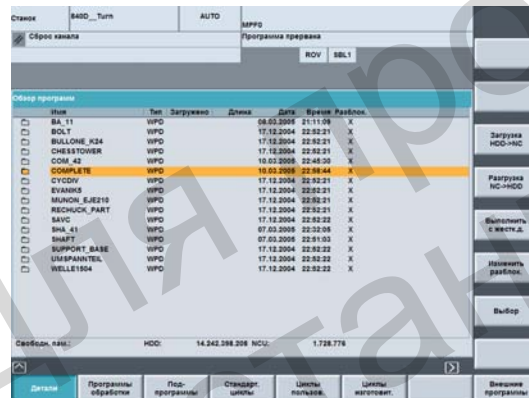 Станок 840D__Turn AUTO MPF0
Сброс канала Программа прервана
ROV SBL1
Обзор программ
Имя Тип Загружено Длина Дата Время Разблок.
BA_11 WPD 08.03.2005 21:11:09 X
BOLT WPD 17.12.2004 22:52:21 X
BULLONE_K24 WPD 17.12.2004 22:52:21 X
CHESSTOWER WPD 17.12.2004 22:52:21 X
COM_42 WPD 10.03.2005 22:45:30 X
COMPLETE WPD 10.03.2005 22:58:44 X
CYCDIV WPD 17.12.2004 22:52:21 X
EVANIK5 WPD 17.12.2004 22:52:21 X
MUNON_EJE210 WPD 17.12.2004 22:52:21 X
RECHUCK_PART WPD 17.12.2004 22:52:21 X
SAVC WPD 17.12.2004 22:52:22 X
SHA_41 WPD 07.03.2005 22:32:05 X
SHAFT WPD 07.03.2005 22:51:03 X
SUPPORT_BASE WPD 17.12.2004 22:52:22 X
UMSPANNTEIL WPD 17.12.2004 22:52:22 X
WELLE1504 WPD 17.12.2004 22:52:22 X
Свободн. пам.: HDD: 14.242.398.208 NCU: 1.728.776
Загрузка
HDD->NC
Разгрузка
NC->HDD
Выполнить
с жестк.д.
Изменить
разблок.
Выбор
Детали
Программы
обработки
Под-
программы
Стандарт.
циклы
Циклы
пользов.
Циклы
изготовит.
Внешние
программы